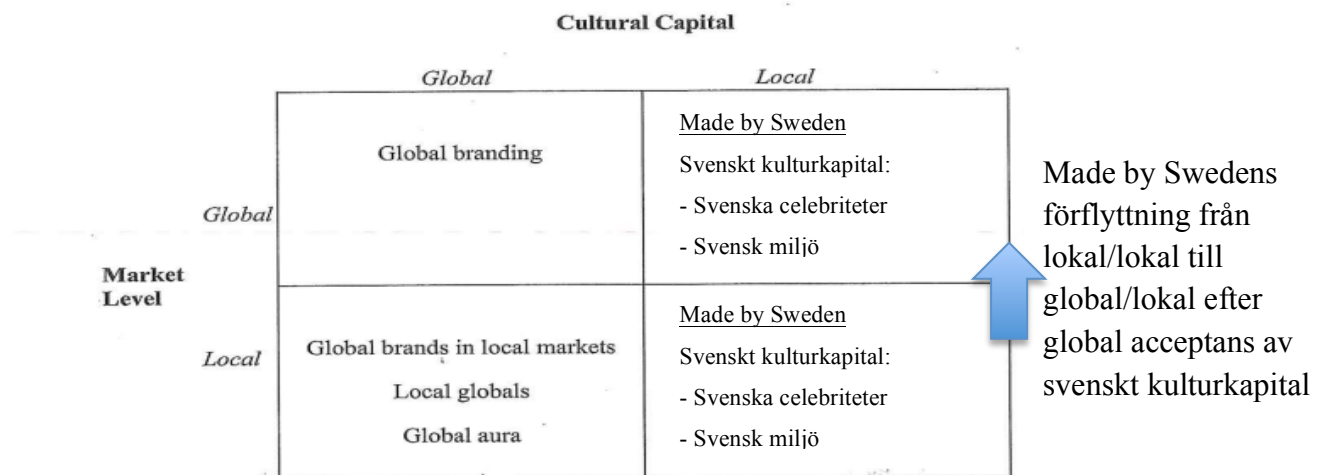 Cultural Capital
Global
Local
Market
Level
Global
Global branding
Made by Sweden
Svenskt kulturkapital:
- Svenska celebriteter
- Svensk miljö
Local
Global brands in local markets
Local globals
Global aura
Made by Sweden
Svenskt kulturkapital:
- Svenska celebriteter
- Svensk miljö
Made by Swedens
förflyttning från
lokal/lokal till
global/lokal efter
global acceptans av
svenskt kulturkapital